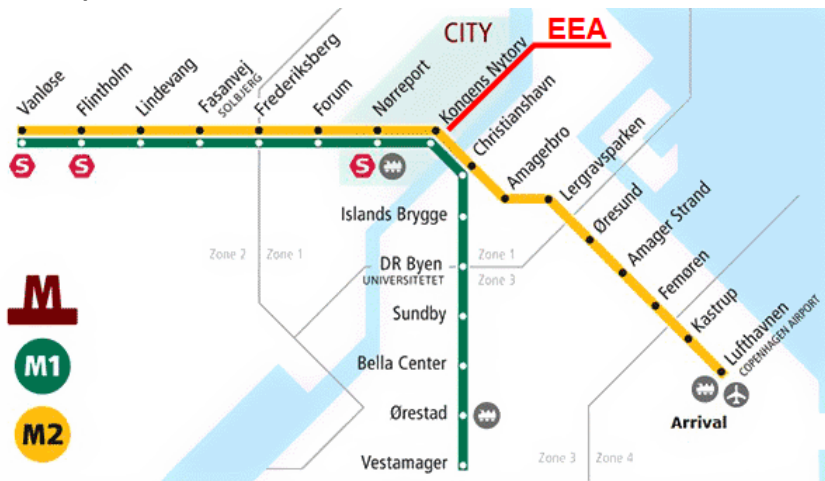 CITY
EEA
Vanløse
Flintholm
Lindevang
Fasanvej
SOLBJERG
Frederiksberg
Forum
Nørreport
Kongens Nytorv
Christianshavn
Amagerbro
Lergravsparken
Øresund
Amager Strand
Femøren
Kastrup
Lufthavnen
COPENHAGEN AIRPORT
S
S
S
Islands Brygge
Zone 2
Zone 1
DR Byen
UNIVERSITETET
Zone 1
Zone 3
Sundby
M
Bella Center
M1
Ørestad
Arrival
M2
Vestamager
Zone 3
Zone 4